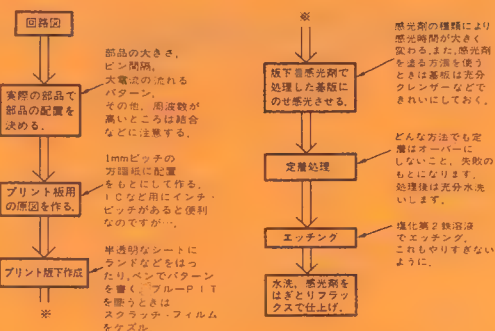 回路図
部品の大きさ,
ピン間隔,
大電流の流れる
パターン,
その他, 周波数が
高いところは結合
などに注意する.
実際の部品で
部品の配置を
決める.
1mmピッチの
方眼紙に配置
をもとにして作る.
ICなど用にインチ・
ピッチがあると便利
なのですが….
プリント板用
の原図を作る.
半透明なシートに
ランドなどをはっ
たり,ペンでパターン
を書く.ブルーPIT
を使うときは
スクラッチ・フィルム
をケズル
プリント版下作成
※
※
感光剤の種類により
感光時間が大きく
変わる.また,感光剤
を塗る方法を使う
ときは基板は充分
クレンザーなどで
きれいにしておく.
版下を感光剤で
処理した基版に
のせ感光させる.
どんな方法でも定
着はオーバーに
しないこと, 失敗の
もとになります.
処理後は充分水洗
いします.
定着処理
塩化第2鉄溶液
でエッチング.
これもやりすぎない
ように.
エッチング
水洗, 感光剤を
はぎとりフラッ
クスで仕上げ.